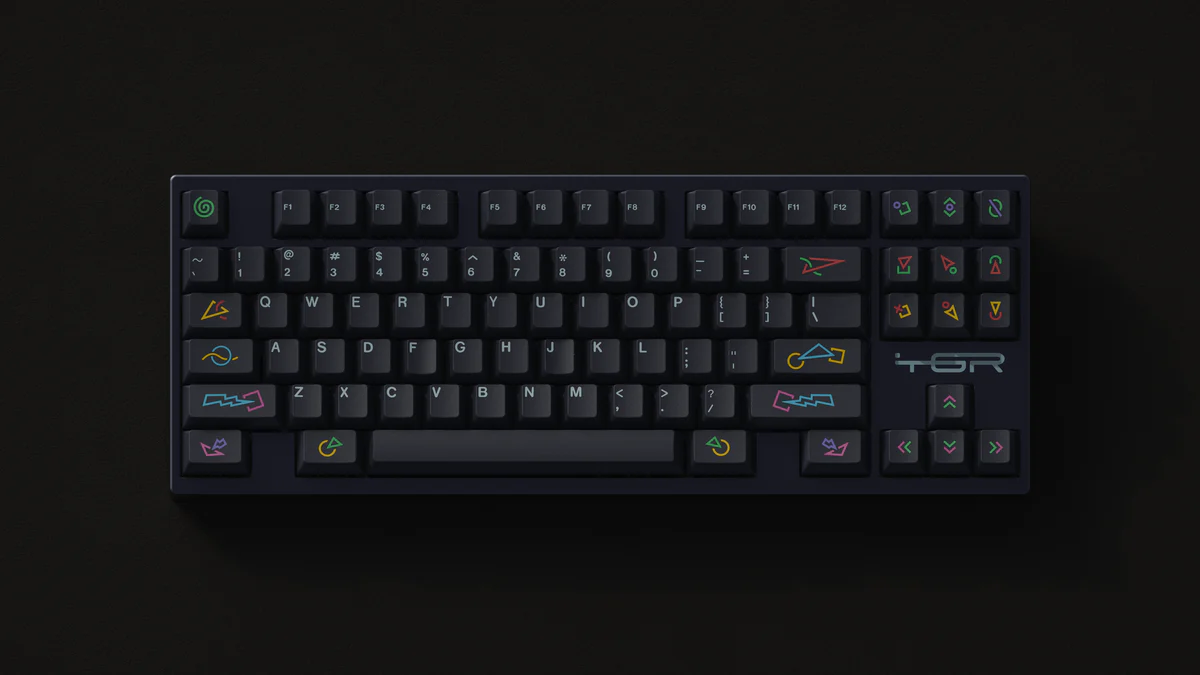 F1 F2 F3 F4 F5 F6 F7 F8 F9 F10 F11 F12
~ ! @ # $ % ^ & * ( ) _ +
` 1 2 3 4 5 6 7 8 9 0 - =
Q W E R T Y U I O P { } |
[ ] \
A S D F G H J K L : "
; '
Z X C V B N M < > ?
, . /
TGR